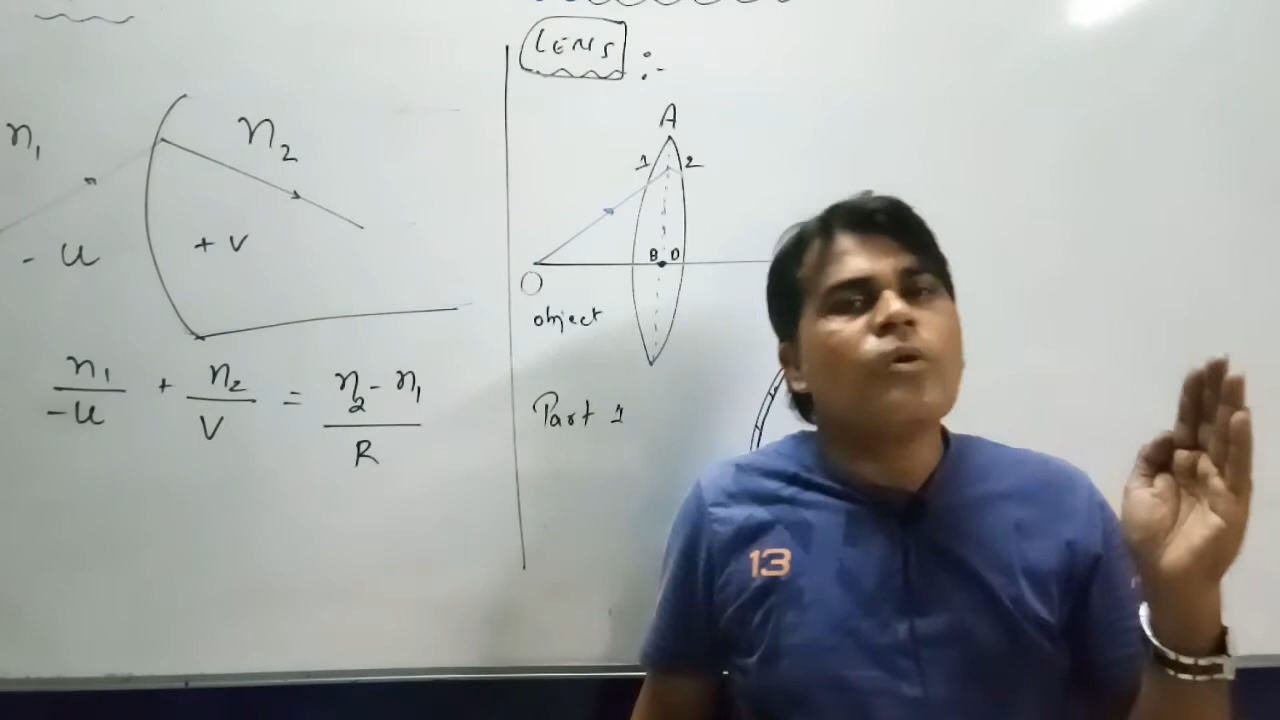 n₁
n₂
- u
+ v
n₁/-u + n₂/v = n₂ - n₁/R
LENS :-
A
1 2
B D
O
object
Part 1
13